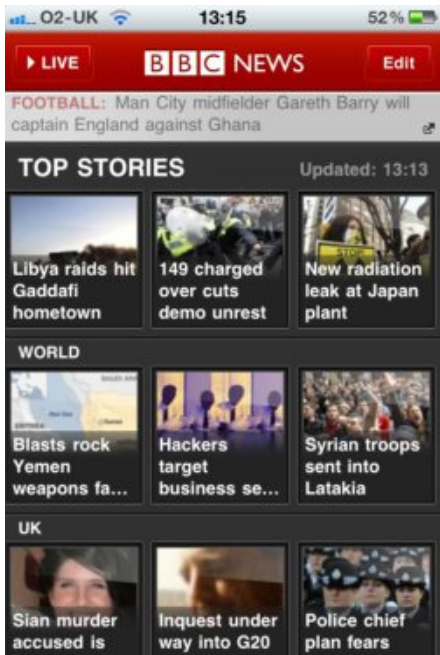 O2-UK 13:15 52%
LIVE BBC NEWS Edit
FOOTBALL: Man City midfielder Gareth Barry will
captain England against Ghana
TOP STORIES Updated: 13:13
Libya raids hit
Gaddafi
hometown
149 charged
over cuts
demo unrest
STOP
New radiation
leak at Japan
plant
WORLD
Blasts rock
Yemen
weapons fa...
Hackers
target
business se...
Syrian troops
sent into
Latakia
UK
Sian murder
accused is
Inquest under
way into G20
Police chief
plan fears